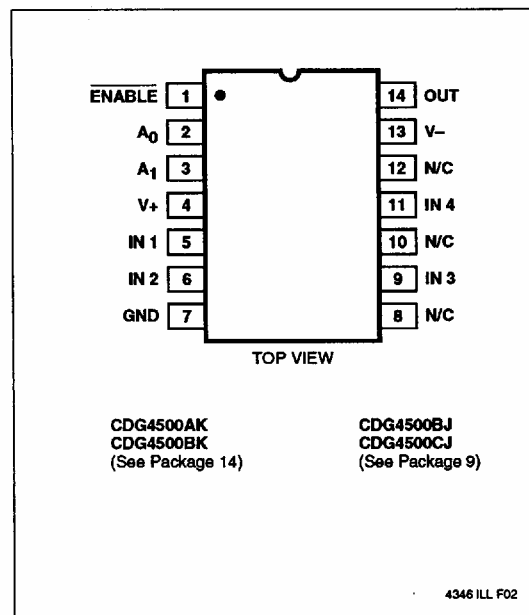 E̅N̅A̅B̅L̅E̅ 1 14 OUT
A₀ 2 13 V–
A₁ 3 12 N/C
V+ 4 11 IN 4
IN 1 5 10 N/C
IN 2 6 9 IN 3
GND 7 8 N/C
TOP VIEW
CDG4500AK CDG4500BJ
CDG4500BK CDG4500CJ
(See Package 14) (See Package 9)
4346 ILL F02